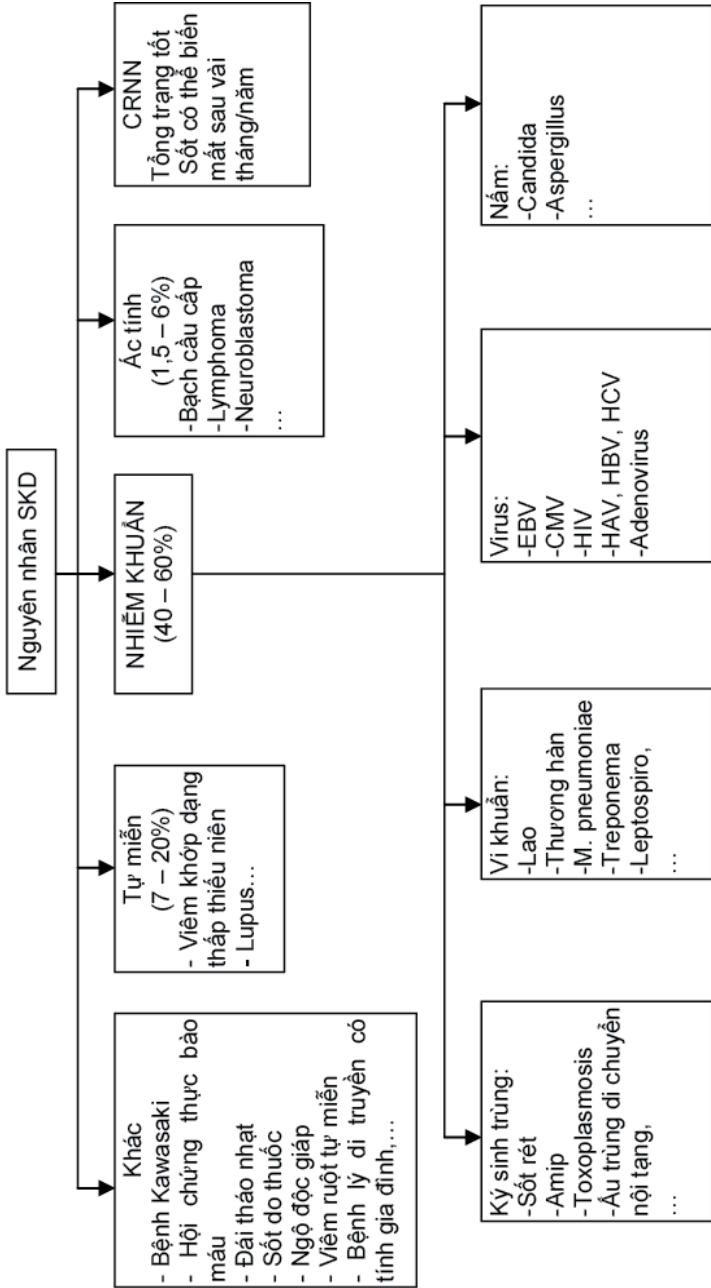 Nguyên nhân SKD
Khác
- Bệnh Kawasaki
- Hội chứng thực bào
máu
- Đái tháo nhạt
- Sốt do thuốc
- Ngộ độc giáp
- Viêm ruột tự miễn
- Bệnh lý di truyền có
tính gia đình,…
Tự miễn
(7 – 20%)
- Viêm khớp dạng
thấp thiếu niên
- Lupus…
NHIỄM KHUẨN
(40 – 60%)
Ác tính
(1,5 – 6%)
-Bạch cầu cấp
-Lymphoma
-Neuroblastoma
…
CRNN
Tổng trạng tốt
Sốt có thể biến
mất sau vài
tháng/năm
Ký sinh trùng:
-Sốt rét
-Amip
-Toxoplasmosis
-Ấu trùng di chuyển
nội tạng,
…
Vi khuẩn:
-Lao
-Thương hàn
-M. pneumoniae
-Treponema
-Leptospiro,
…
Virus:
-EBV
-CMV
-HIV
-HAV, HBV, HCV
-Adenovirus
Nấm:
-Candida
-Aspergillus
…